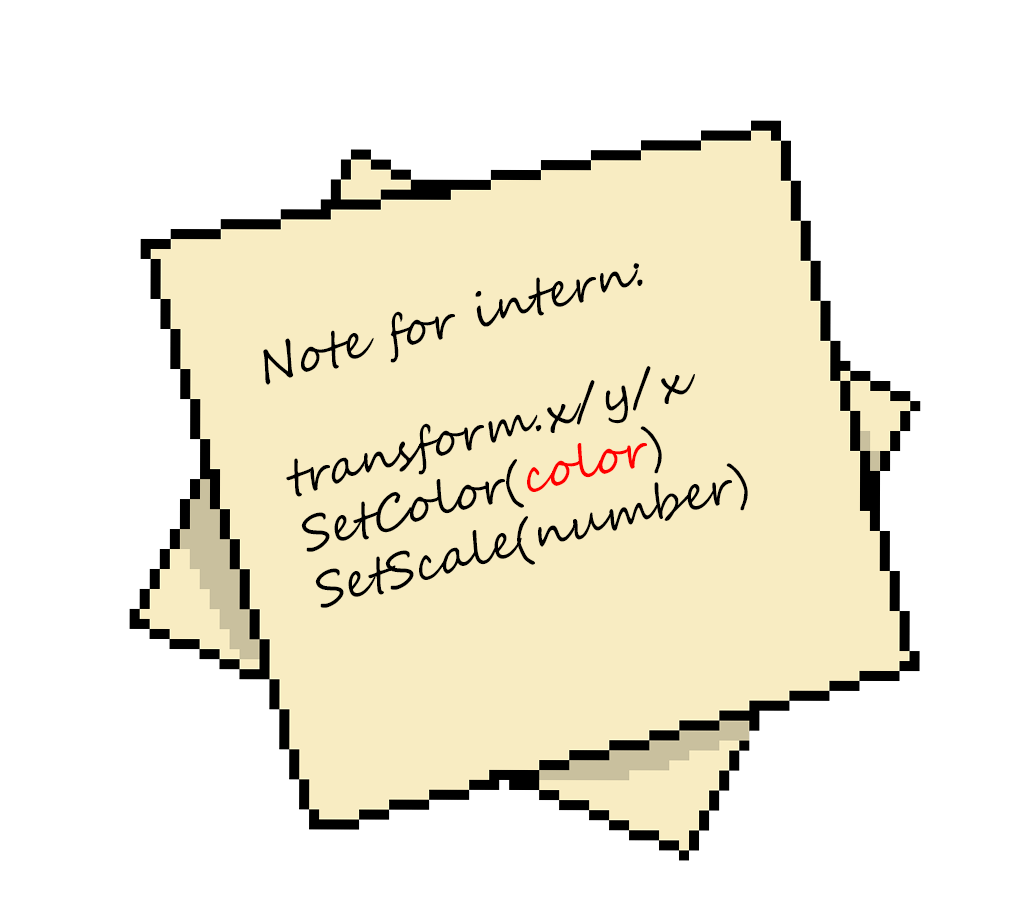 Note for intern:
transform.x/y/x
SetColor(color)
SetScale(number)